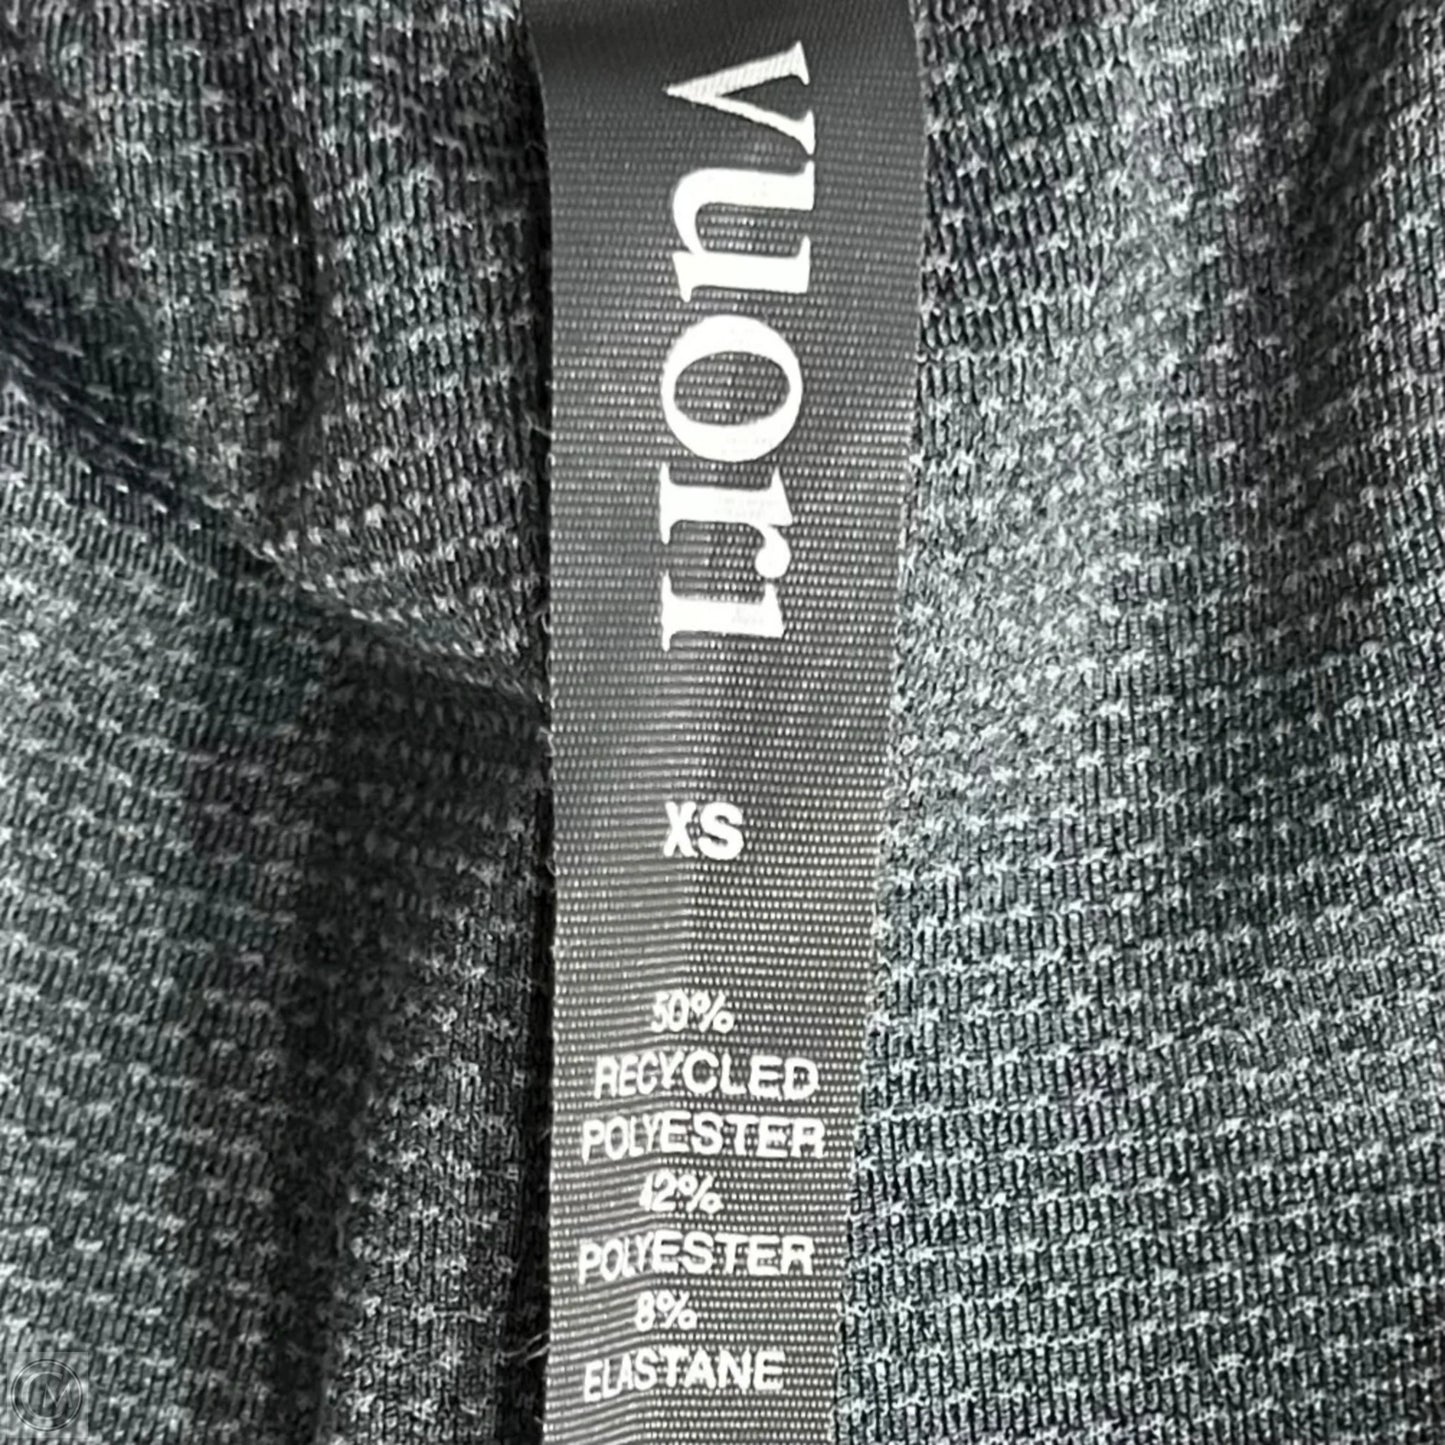 vuori
XS
50%
RECYCLED
POLYESTER
42%
POLYESTER
8%
ELASTANE